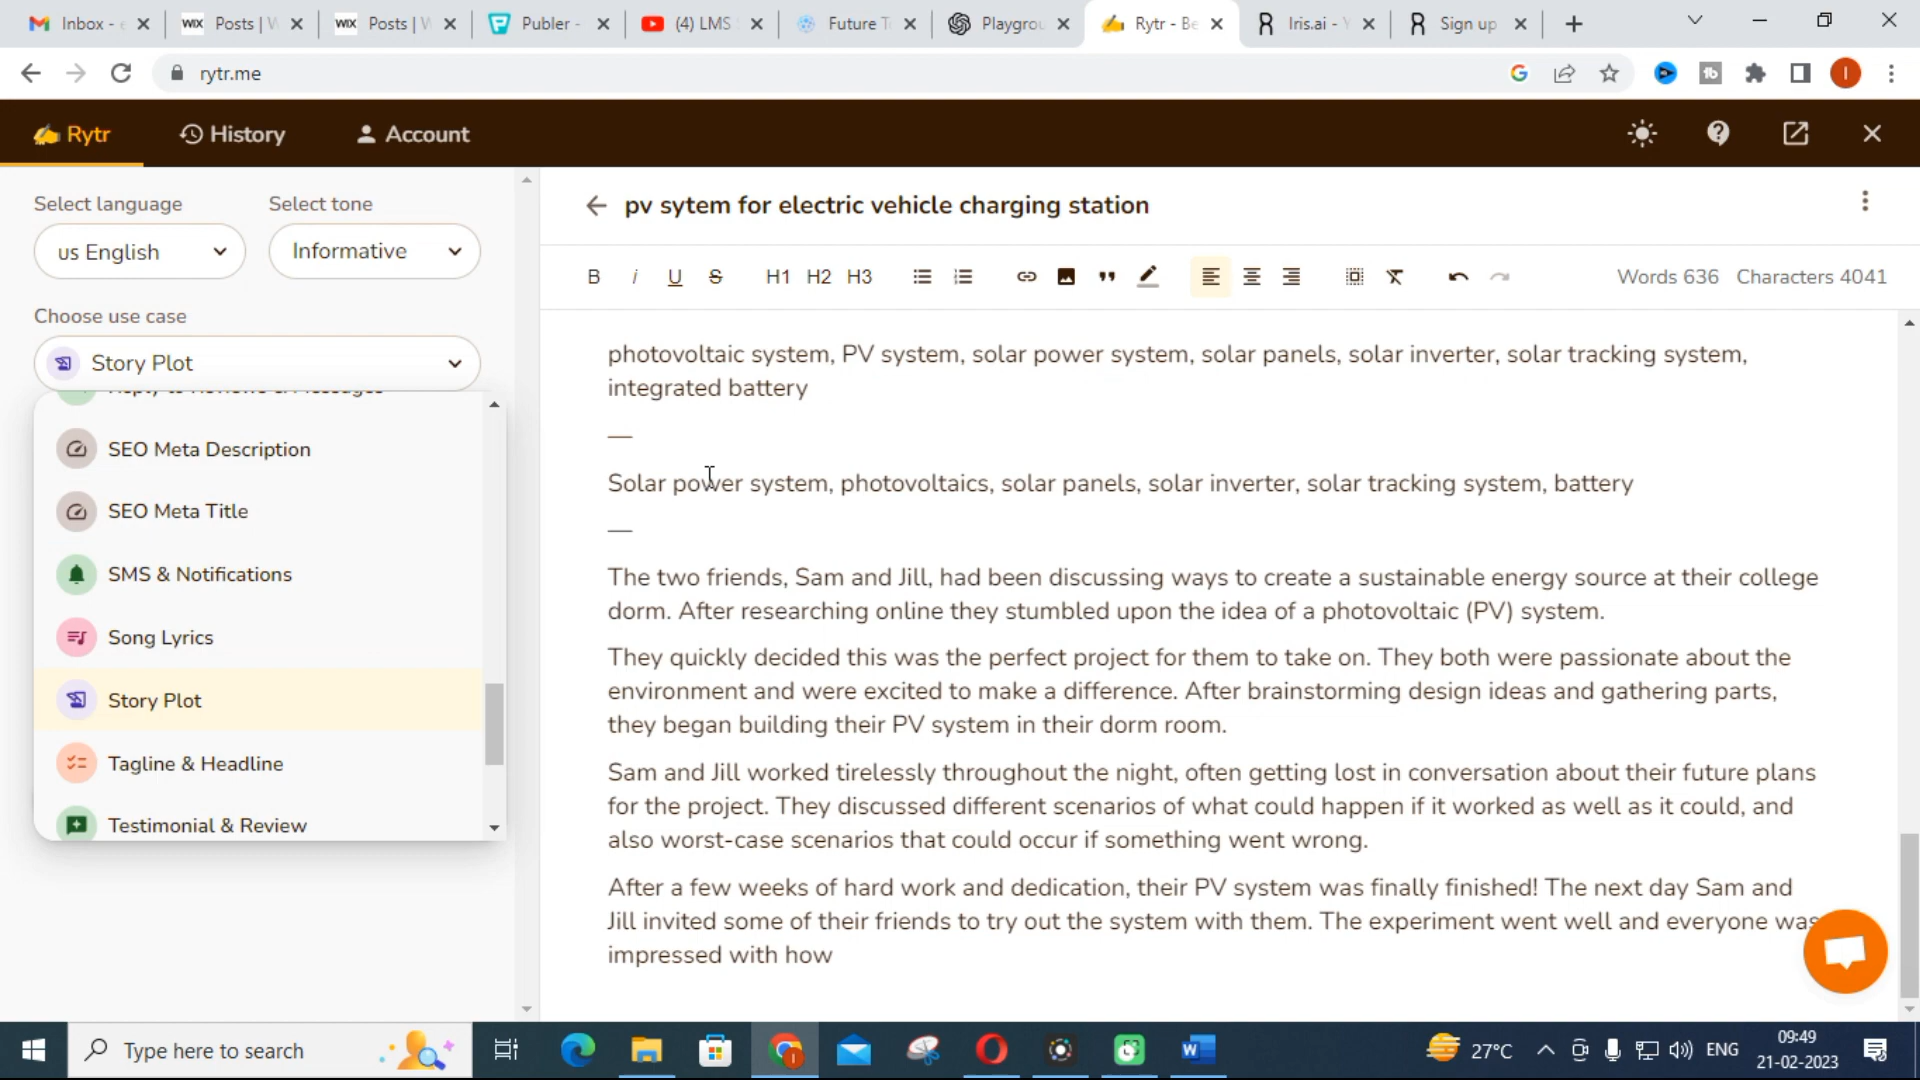 Inbox - e
WIX Posts | W
WIX Posts | W
Publer -
(4) LMS
Future T
Playgrou
Rytr - Be
Iris.ai - Y
Sign up
rytr.me
Rytr
History
Account
Select language
Select tone
us English
Informative
Choose use case
Story Plot
Reply to Reviews & Messages
SEO Meta Description
SEO Meta Title
SMS & Notifications
Song Lyrics
Story Plot
Tagline & Headline
Testimonial & Review
pv sytem for electric vehicle charging station
B i U S H1 H2 H3
Words 636 Characters 4041
photovoltaic system, PV system, solar power system, solar panels, solar inverter, solar tracking system,
integrated battery
—
Solar power system, photovoltaics, solar panels, solar inverter, solar tracking system, battery
—
The two friends, Sam and Jill, had been discussing ways to create a sustainable energy source at their college
dorm. After researching online they stumbled upon the idea of a photovoltaic (PV) system.
They quickly decided this was the perfect project for them to take on. They both were passionate about the
environment and were excited to make a difference. After brainstorming design ideas and gathering parts,
they began building their PV system in their dorm room.
Sam and Jill worked tirelessly throughout the night, often getting lost in conversation about their future plans
for the project. They discussed different scenarios of what could happen if it worked as well as it could, and
also worst-case scenarios that could occur if something went wrong.
After a few weeks of hard work and dedication, their PV system was finally finished! The next day Sam and
Jill invited some of their friends to try out the system with them. The experiment went well and everyone was
impressed with how
Type here to search
27°C
ENG
09:49
21-02-2023